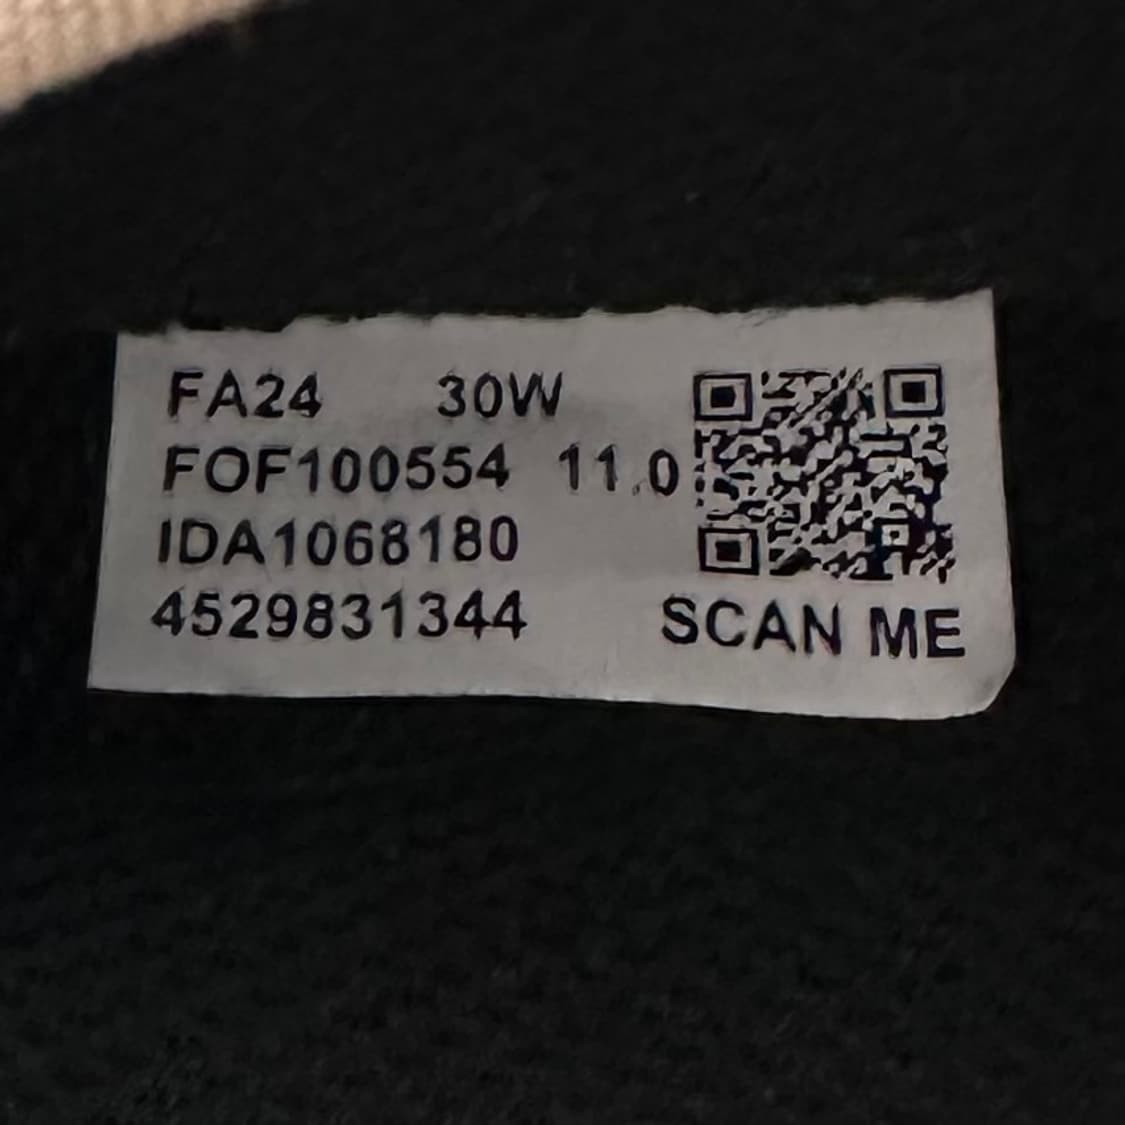 FA24 30W
FOF100554 11.0
IDA1068180
4529831344
SCAN ME